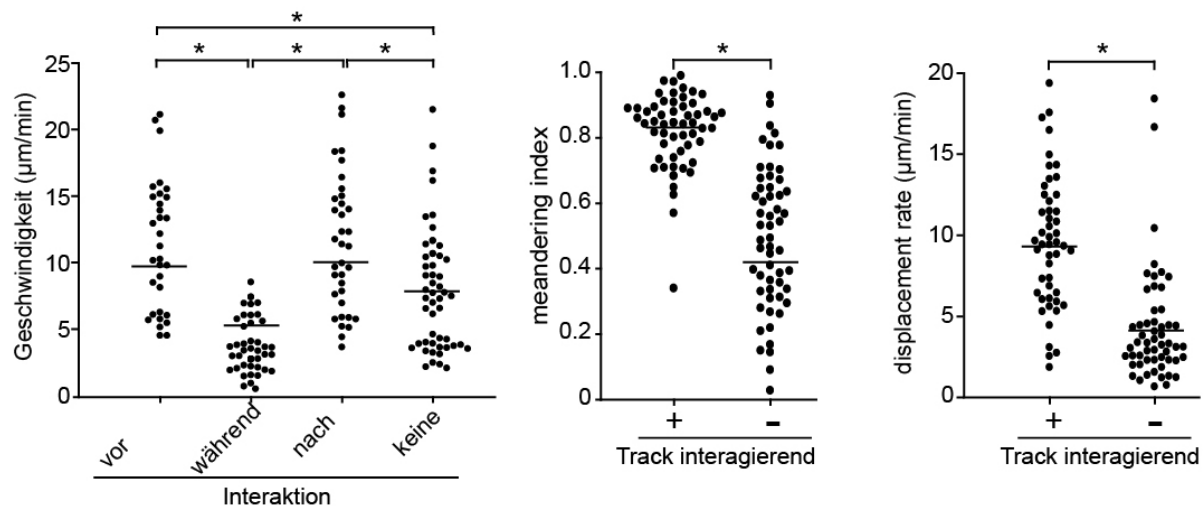 *
* * *
25
20
15
10
5
0
Geschwindigkeit (µm/min)
vor während nach keine
Interaktion
*
1.0
0.8
0.6
0.4
0.2
0
meandering index
+ -
Track interagierend
*
20
15
10
5
0
displacement rate (µm/min)
+ -
Track interagierend